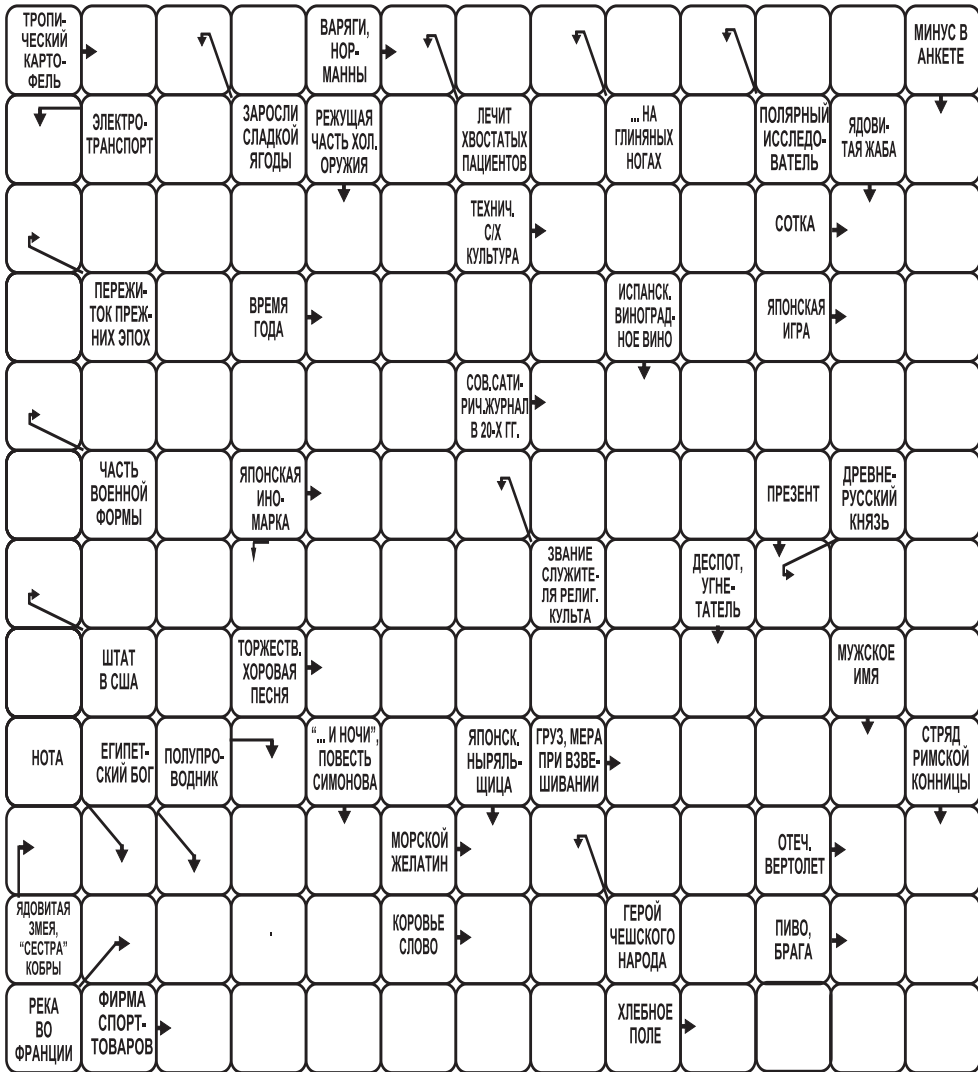 ТРОПИ-
ЧЕСКИЙ
КАРТО-
ФЕЛЬ
ВАРЯГИ,
НОР-
МАННЫ
МИНУС В
АНКЕТЕ
ЭЛЕКТРО-
ТРАНСПОРТ
ЗАРОСЛИ
СЛАДКОЙ
ЯГОДЫ
РЕЖУЩАЯ
ЧАСТЬ ХОЛ.
ОРУЖИЯ
ЛЕЧИТ
ХВОСТАТЫХ
ПАЦИЕНТОВ
... НА
ГЛИНЯНЫХ
НОГАХ
ПОЛЯРНЫЙ
ИССЛЕДО-
ВАТЕЛЬ
ЯДОВИ-
ТАЯ ЖАБА
ТЕХНИЧ.
С/Х
КУЛЬТУРА
СОТКА
ПЕРЕЖИ-
ТОК ПРЕЖ-
НИХ ЭПОХ
ВРЕМЯ
ГОДА
ИСПАНСК.
ВИНОГРАД-
НОЕ ВИНО
ЯПОНСКАЯ
ИГРА
СОВ.САТИ-
РИЧ.ЖУРНАЛ
В 20-Х ГГ.
ЧАСТЬ
ВОЕННОЙ
ФОРМЫ
ЯПОНСКАЯ
ИНО-
МАРКА
ПРЕЗЕНТ
ДРЕВНЕ-
РУССКИЙ
КНЯЗЬ
ЗВАНИЕ
СЛУЖИТЕ-
ЛЯ РЕЛИГ.
КУЛЬТА
ДЕСПОТ,
УГНЕ-
ТАТЕЛЬ
ШТАТ
В США
ТОРЖЕСТВ.
ХОРОВАЯ
ПЕСНЯ
МУЖСКОЕ
ИМЯ
НОТА
ЕГИПЕТ-
СКИЙ БОГ
ПОЛУПРО-
ВОДНИК
“... И НОЧИ”,
ПОВЕСТЬ
СИМОНОВА
ЯПОНСК.
НЫРЯЛЬ-
ЩИЦА
ГРУЗ, МЕРА
ПРИ ВЗВЕ-
ШИВАНИИ
СТРЯД
РИМСКОЙ
КОННИЦЫ
МОРСКОЙ
ЖЕЛАТИН
ОТЕЧ.
ВЕРТОЛЕТ
ЯДОВИТАЯ
ЗМЕЯ,
“СЕСТРА”
КОБРЫ
КОРОВЬЕ
СЛОВО
ГЕРОЙ
ЧЕШСКОГО
НАРОДА
ПИВО,
БРАГА
РЕКА
ВО
ФРАНЦИИ
ФИРМА
СПОРТ-
ТОВАРОВ
ХЛЕБНОЕ
ПОЛЕ